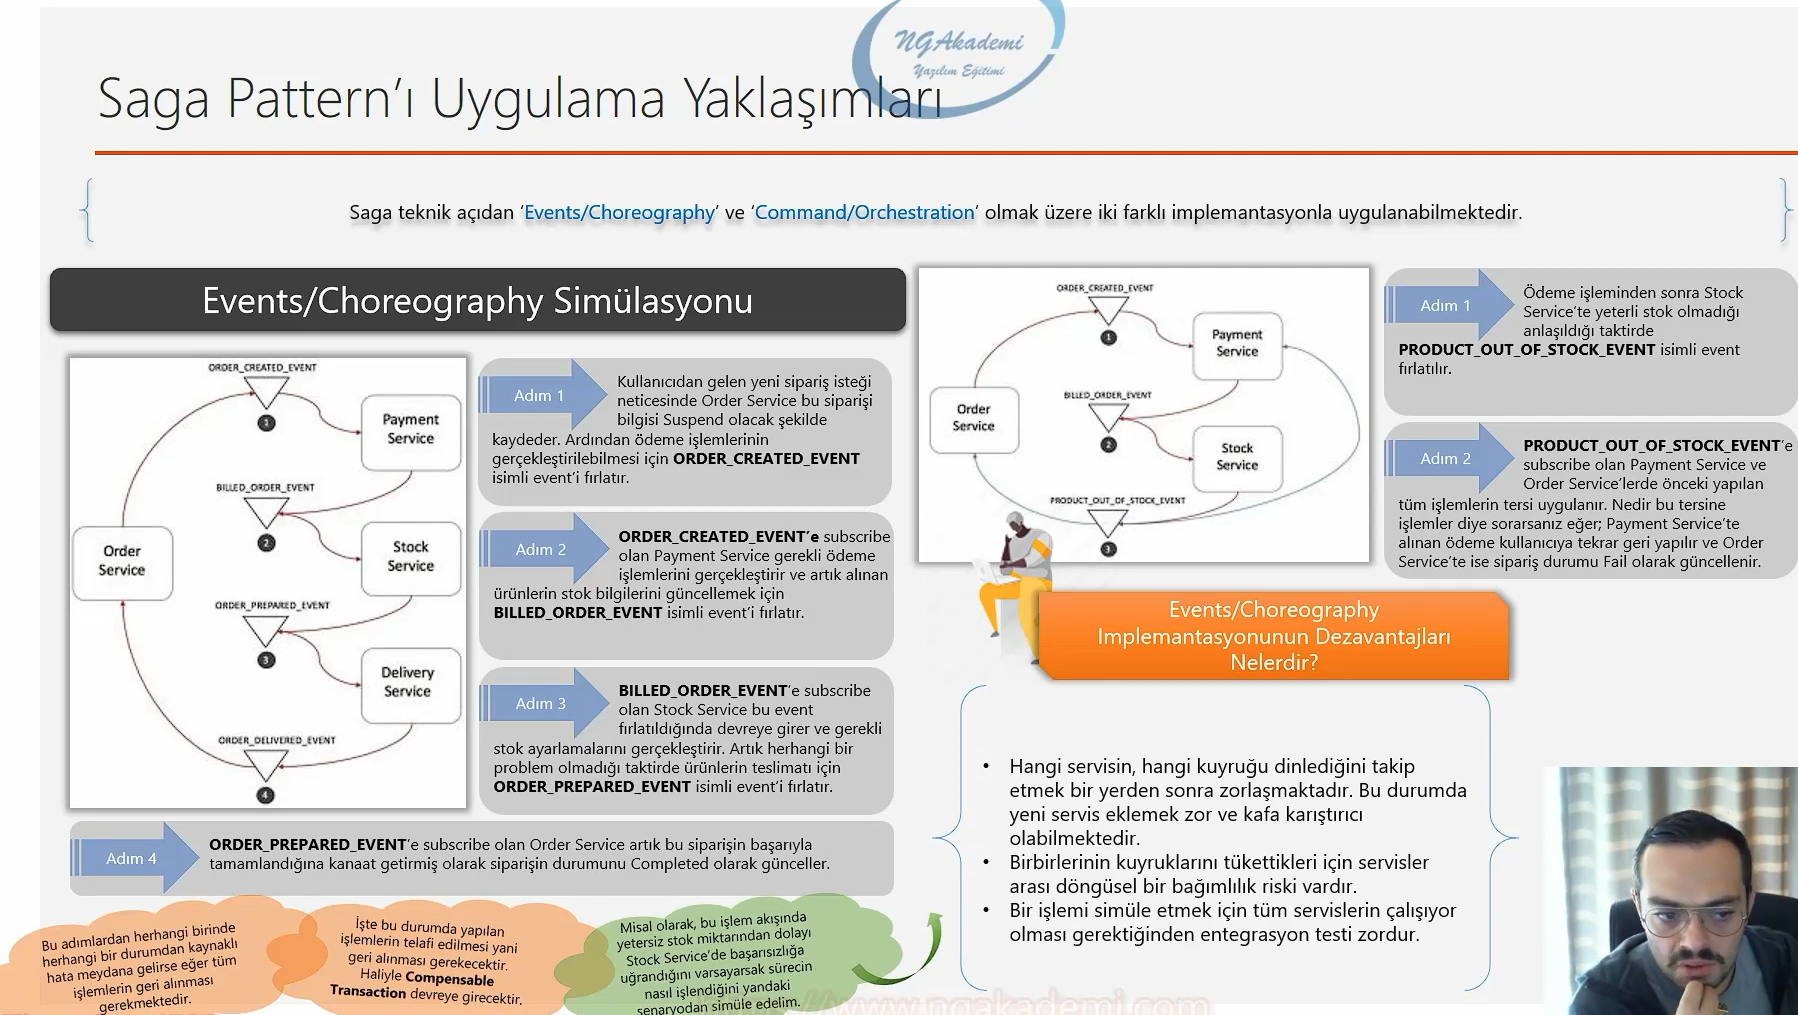 NGAkademi
Yazılım Eğitimi
Saga Pattern’ı Uygulama Yaklaşımları
Saga teknik açıdan ‘Events/Choreography’ ve ‘Command/Orchestration’ olmak üzere iki farklı implemantasyonla uygulanabilmektedir.
Events/Choreography Simülasyonu
ORDER_CREATED_EVENT
1
Payment
Service
BILLED_ORDER_EVENT
2
Order
Service
Stock
Service
ORDER_PREPARED_EVENT
3
Delivery
Service
ORDER_DELIVERED_EVENT
4
Adım 1
Kullanıcıdan gelen yeni sipariş isteği
neticesinde Order Service bu siparişi
bilgisi Suspend olacak şekilde
kaydeder. Ardından ödeme işlemlerinin
gerçekleştirilebilmesi için ORDER_CREATED_EVENT
isimli event’i fırlatır.
Adım 2
ORDER_CREATED_EVENT’e subscribe
olan Payment Service gerekli ödeme
işlemlerini gerçekleştirir ve artık alınan
ürünlerin stok bilgilerini güncellemek için
BILLED_ORDER_EVENT isimli event’i fırlatır.
Adım 3
BILLED_ORDER_EVENT’e subscribe
olan Stock Service bu event
fırlatıldığında devreye girer ve gerekli
stok ayarlamalarını gerçekleştirir. Artık herhangi bir
problem olmadığı taktirde ürünlerin teslimatı için
ORDER_PREPARED_EVENT isimli event’i fırlatır.
Adım 4
ORDER_PREPARED_EVENT’e subscribe olan Order Service artık bu siparişin başarıyla
tamamlandığına kanaat getirmiş olarak siparişin durumunu Completed olarak günceller.
Bu adımlardan herhangi birinde
herhangi bir durumdan kaynaklı
hata meydana gelirse eğer tüm
işlemlerin geri alınması
gerekmektedir.
İşte bu durumda yapılan
işlemlerin telafi edilmesi yani
geri alınması gerekecektir.
Haliyle Compensable
Transaction devreye girecektir.
Misal olarak, bu işlem akışında
yetersiz stok miktarından dolayı
Stock Service’de başarısızlığa
uğrandığını varsayarsak sürecin
nasıl işlendiğini yandaki
senaryodan simüle edelim.
ORDER_CREATED_EVENT
1
Payment
Service
BILLED_ORDER_EVENT
2
Order
Service
Stock
Service
PRODUCT_OUT_OF_STOCK_EVENT
3
Adım 1
Ödeme işleminden sonra Stock
Service’te yeterli stok olmadığı
anlaşıldığı taktirde
PRODUCT_OUT_OF_STOCK_EVENT isimli event
fırlatılır.
Adım 2
PRODUCT_OUT_OF_STOCK_EVENT’e
subscribe olan Payment Service ve
Order Service’lerde önceki yapılan
tüm işlemlerin tersi uygulanır. Nedir bu tersine
işlemler diye sorarsanız eğer; Payment Service’te
alınan ödeme kullanıcıya tekrar geri yapılır ve Order
Service’te ise sipariş durumu Fail olarak güncellenir.
Events/Choreography
Implemantasyonunun Dezavantajları
Nelerdir?
• Hangi servisin, hangi kuyruğu dinlediğini takip
etmek bir yerden sonra zorlaşmaktadır. Bu durumda
yeni servis eklemek zor ve kafa karıştırıcı
olabilmektedir.
• Birbirlerinin kuyruklarını tükettikleri için servisler
arası döngüsel bir bağımlılık riski vardır.
• Bir işlemi simüle etmek için tüm servislerin çalışıyor
olması gerektiğinden entegrasyon testi zordur.
www.ngakademi.com